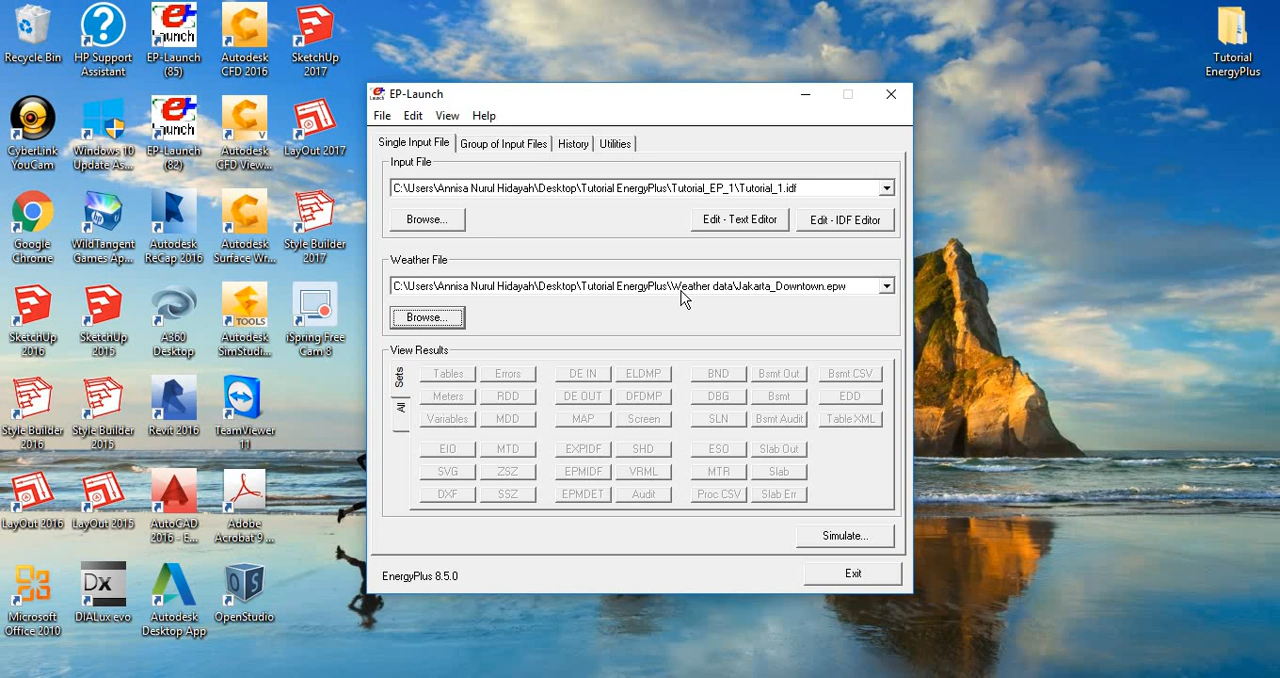 Recycle Bin
HP Support Assistant
EP-Launch (85)
Autodesk CFD 2016
SketchUp 2017
Tutorial EnergyPlus
CyberLink YouCam
Windows 10 Update As...
EP-Launch (82)
Autodesk CFD View...
LayOut 2017
Google Chrome
WildTangent Games Ap...
Autodesk ReCap 2016
Autodesk Surface Wr...
Style Builder 2017
SketchUp 2016
SketchUp 2015
A360 Desktop
TOOLS
Autodesk SimStudi...
iSpring Free Cam 8
Style Builder 2016
Style Builder 2015
Revit 2016
TeamViewer 11
LayOut 2016
LayOut 2015
AutoCAD 2016 - E...
Adobe Acrobat 9 ...
Microsoft Office 2010
Dx
DIALux evo
Autodesk Desktop App
OpenStudio
EP-Launch
File Edit View Help
Single Input File Group of Input Files History Utilities
Input File
C:\Users\Annisa Nurul Hidayah\Desktop\Tutorial EnergyPlus\Tutorial_EP_1\Tutorial_1.idf
Browse... Edit - Text Editor Edit - IDF Editor
Weather File
C:\Users\Annisa Nurul Hidayah\Desktop\Tutorial EnergyPlus\Weather data\Jakarta_Downtown.epw
Browse...
View Results
Sets
All
Tables Errors DE IN ELDMP BND Bsmt Out Bsmt CSV
Meters RDD DE OUT DFDMP DBG Bsmt EDD
Variables MDD MAP Screen SLN Bsmt Audit Table XML
EIO MTD EXPIDF SHD ESO Slab Out
SVG ZSZ EPMIDF VRML MTR Slab
DXF SSZ EPMDET Audit Proc CSV Slab Err
Simulate...
EnergyPlus 8.5.0
Exit